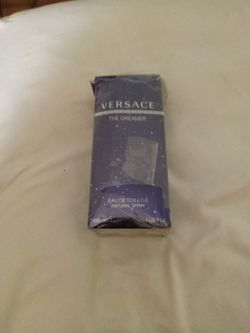 VERSACE
THE DREAMER
EAU DE TOILETTE
NATURAL SPRAY